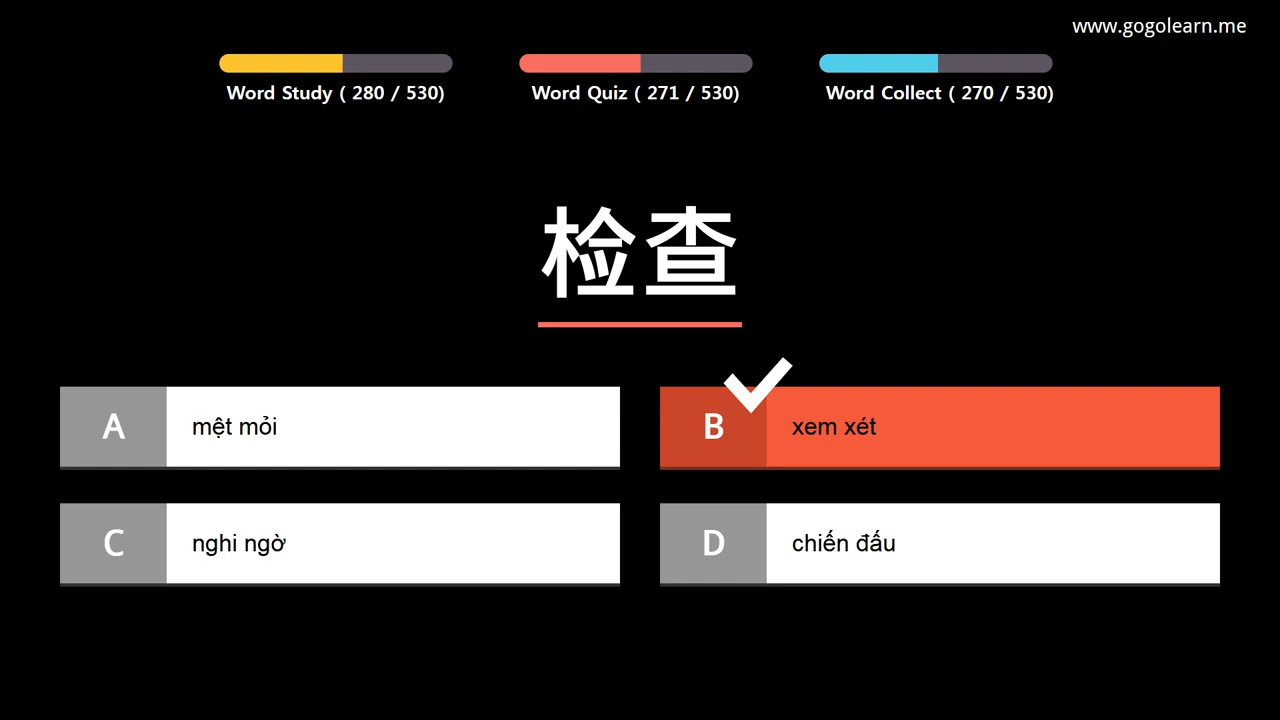 www.gogolearn.me
Word Study ( 280 / 530)
Word Quiz ( 271 / 530)
Word Collect ( 270 / 530)
检查
A mệt mỏi
B xem xét
C nghi ngờ
D chiến đấu